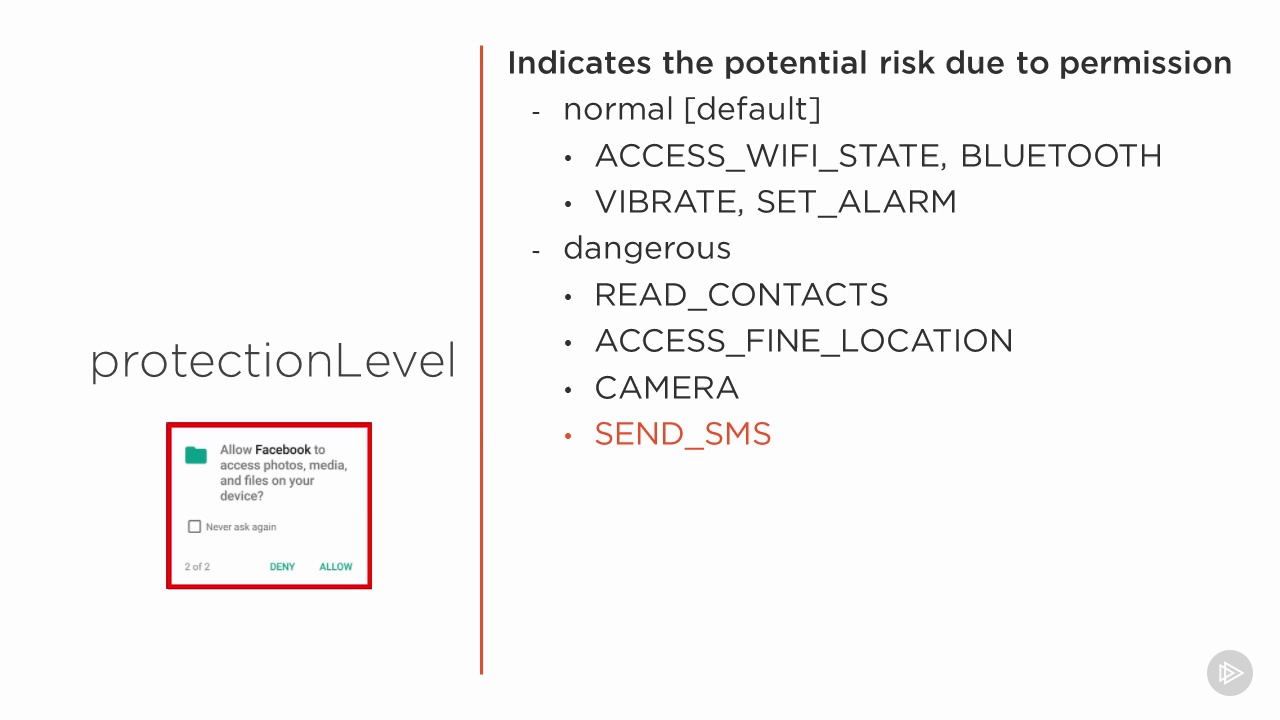 Indicates the potential risk due to permission
- normal [default]
• ACCESS_WIFI_STATE, BLUETOOTH
• VIBRATE, SET_ALARM
- dangerous
• READ_CONTACTS
• ACCESS_FINE_LOCATION
• CAMERA
• SEND_SMS
protectionLevel
Allow Facebook to
access photos, media,
and files on your
device?
Never ask again
2 of 2 DENY ALLOW